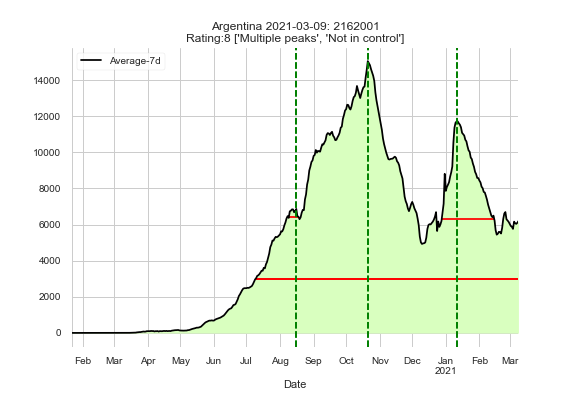 Argentina 2021-03-09: 2162001
Rating:8 ['Multiple peaks', 'Not in control']
Average-7d
14000
12000
10000
8000
6000
4000
2000
0
Feb Mar Apr May Jun Jul Aug Sep Oct Nov Dec Jan Feb Mar
2021
Date